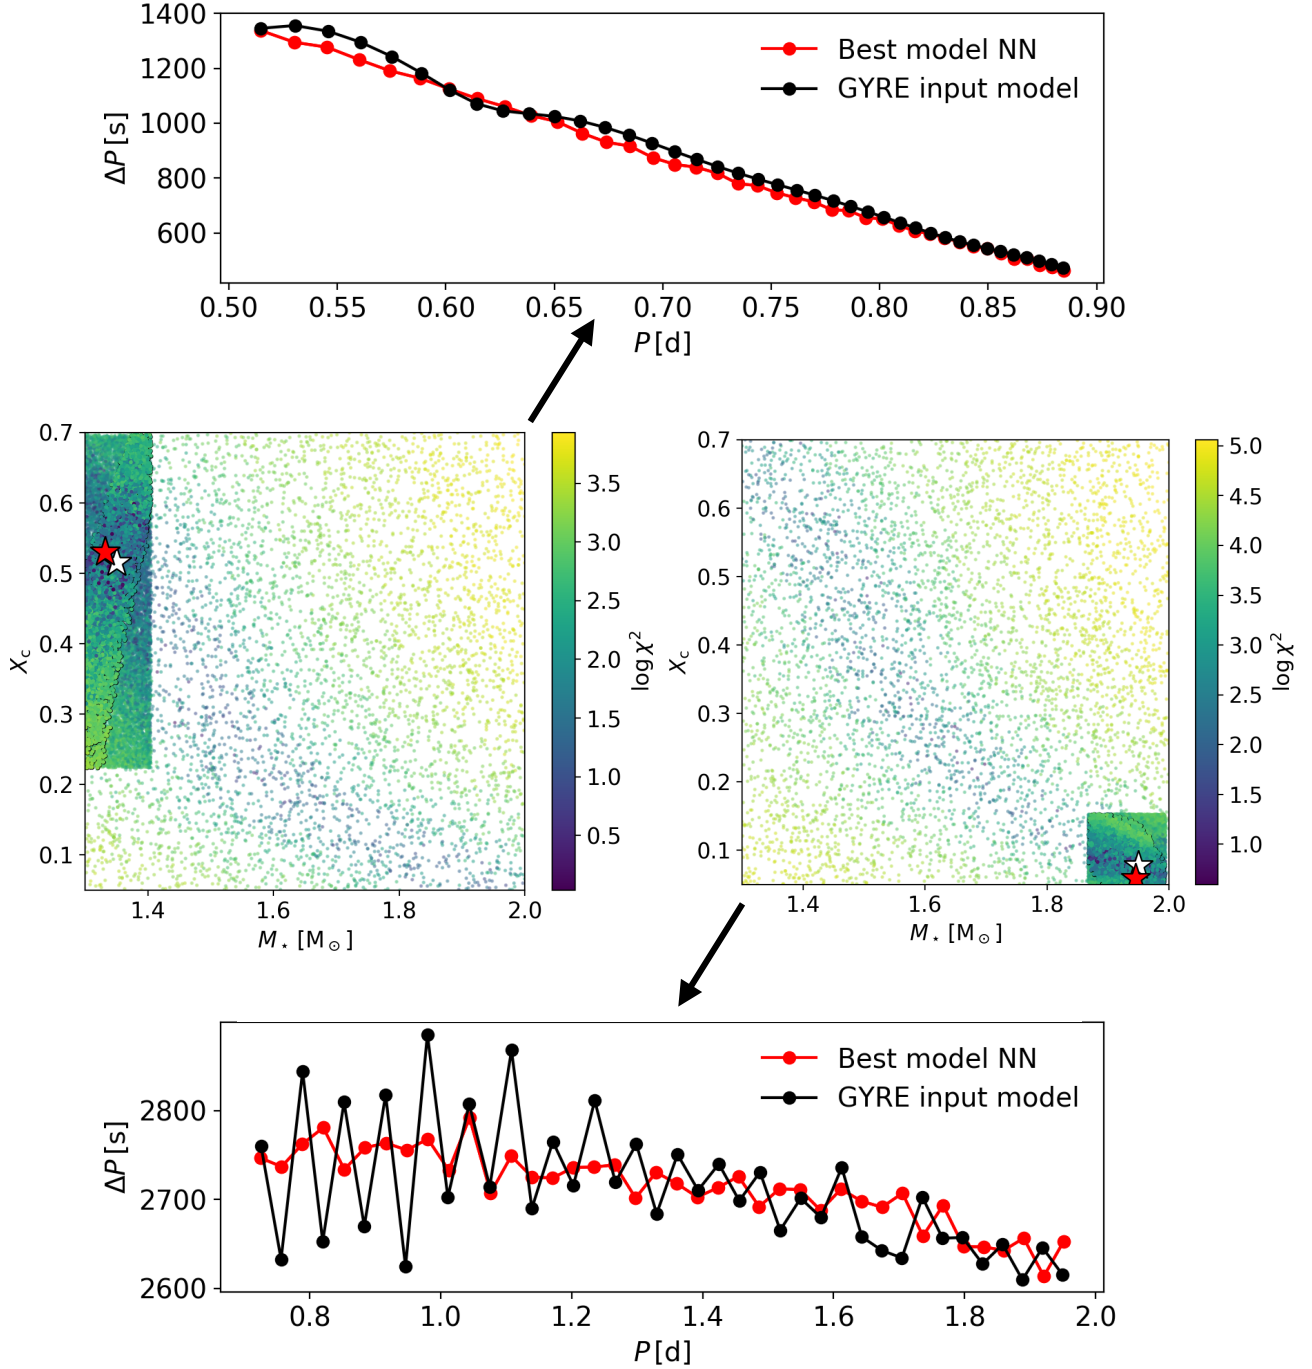 1400
1200
1000
800
600
ΔP [s]
Best model NN
GYRE input model
0.50 0.55 0.60 0.65 0.70 0.75 0.80 0.85 0.90
P [d]
0.7
0.6
0.5
0.4
0.3
0.2
0.1
X_c
1.4 1.6 1.8 2.0
M⋆ [M⊙]
3.5
3.0
2.5
2.0
1.5
1.0
0.5
log χ²
0.7
0.6
0.5
0.4
0.3
0.2
0.1
X_c
1.4 1.6 1.8 2.0
M⋆ [M⊙]
5.0
4.5
4.0
3.5
3.0
2.5
2.0
1.5
1.0
log χ²
2800
2700
2600
ΔP [s]
Best model NN
GYRE input model
0.8 1.0 1.2 1.4 1.6 1.8 2.0
P [d]